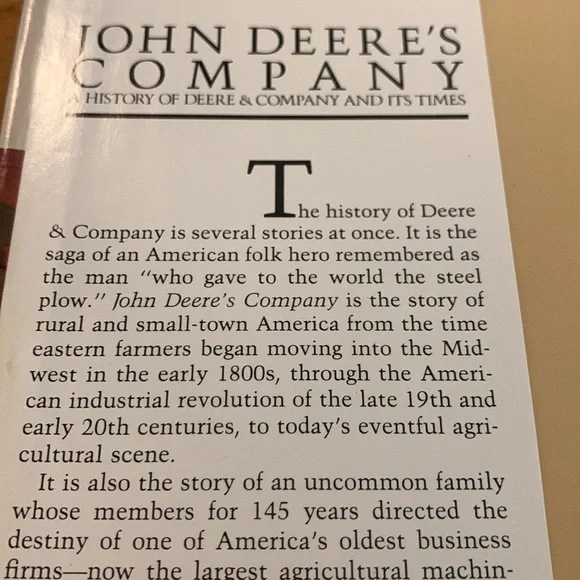 JOHN DEERE'S
COMPANY
A HISTORY OF DEERE & COMPANY AND ITS TIMES
The history of Deere
& Company is several stories at once. It is the
saga of an American folk hero remembered as
the man "who gave to the world the steel
plow." John Deere's Company is the story of
rural and small-town America from the time
eastern farmers began moving into the Mid-
west in the early 1800s, through the Ameri-
can industrial revolution of the late 19th and
early 20th centuries, to today's eventful agri-
cultural scene.
It is also the story of an uncommon family
whose members for 145 years directed the
destiny of one of America's oldest business
firms—now the largest agricultural machin-